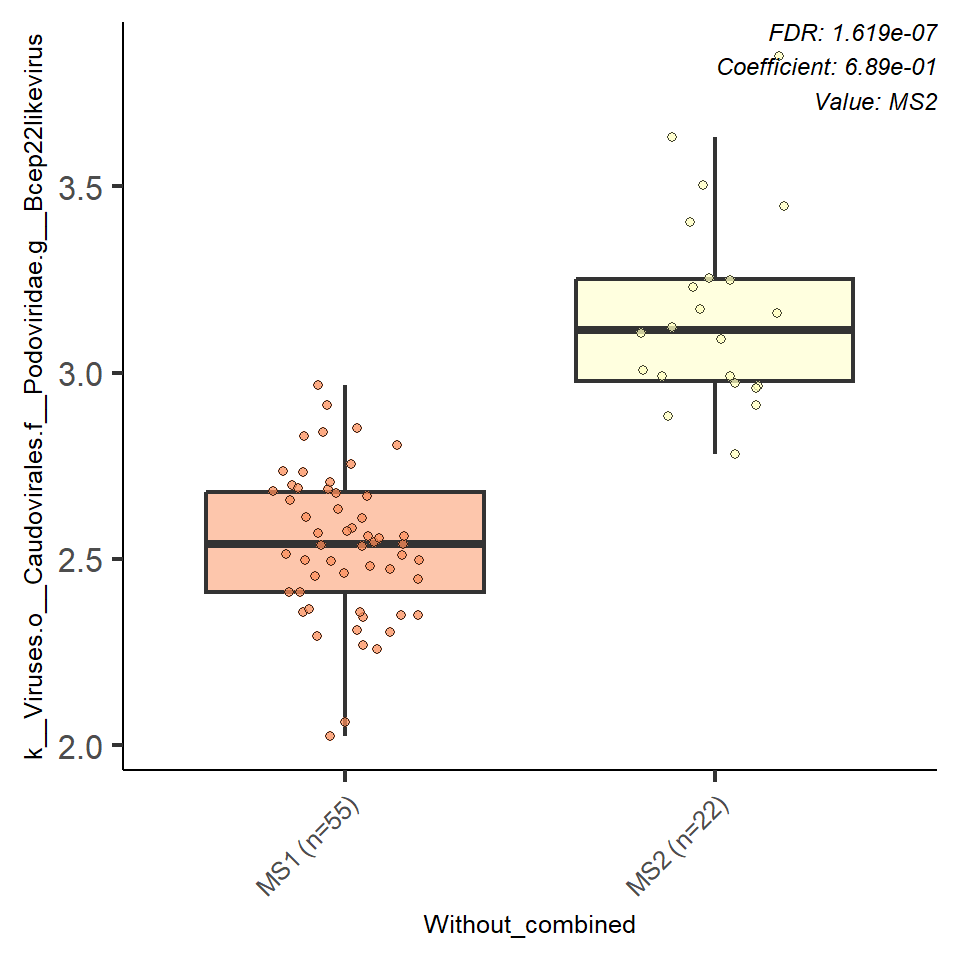 FDR: 1.619e-07
Coefficient: 6.89e-01
Value: MS2
k__Viruses.o__Caudovirales.f__Podoviridae.g__Bcep22likevirus
3.5
3.0
2.5
2.0
MS1 (n=55)
MS2 (n=22)
Without_combined